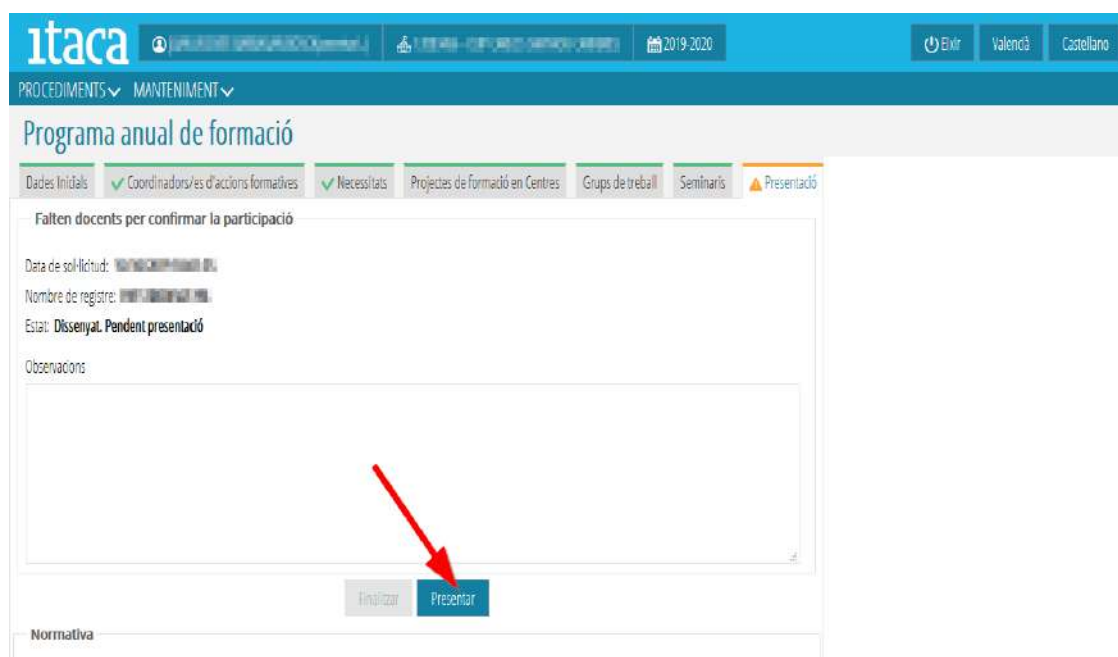 ıtaca 2019-2020 Eixir Valencià Castellano
PROCEDIMENTS MANTENIMENT
Programa anual de formació
Dades Inicials Coordinadors/es d'accions formatives Necessitats Projectes de formació en Centres Grups de treball Seminaris Presentació
Falten docents per confirmar la participació
Data de sol·licitud:
Nombre de registre:
Estat: Dissenyat. Pendent presentació
Observacions
Finalitzar Presentar
Normativa